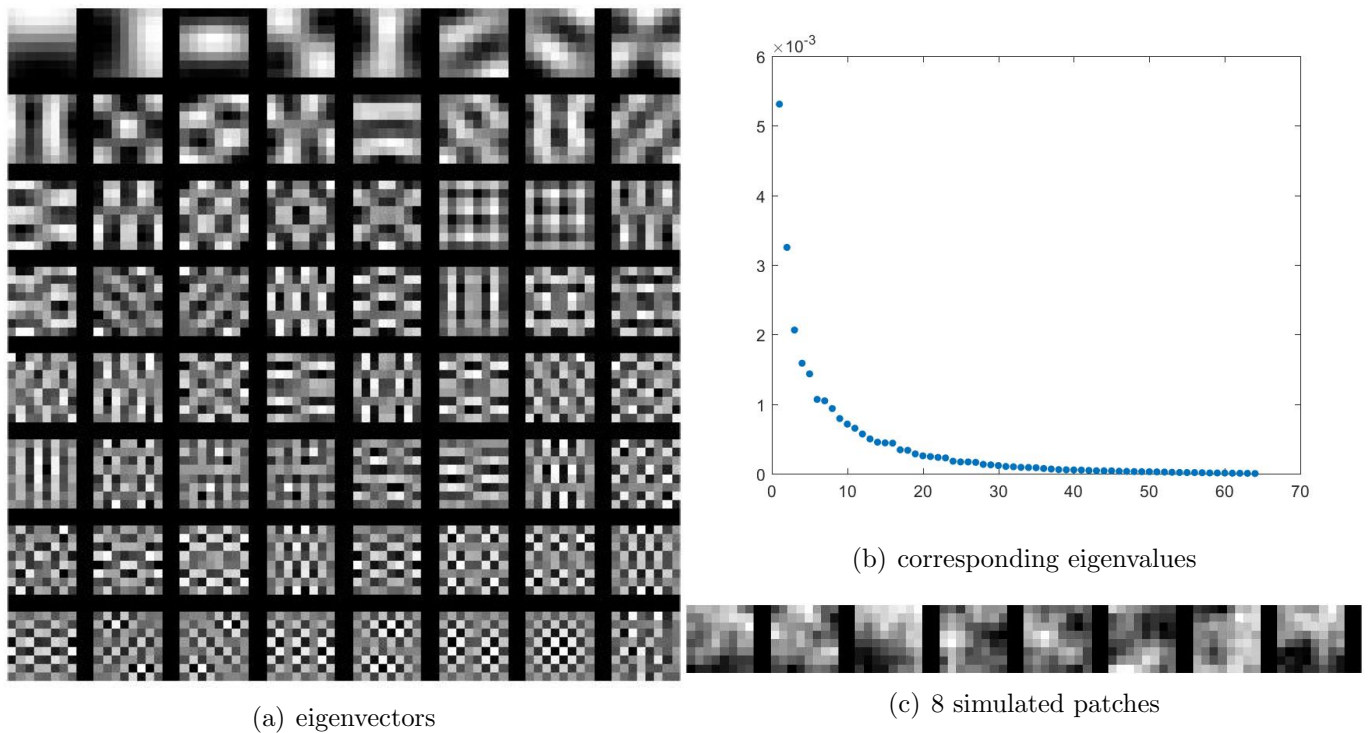 ×10⁻³
6
5
4
3
2
1
0
0 10 20 30 40 50 60 70
(b) corresponding eigenvalues
(c) 8 simulated patches
(a) eigenvectors